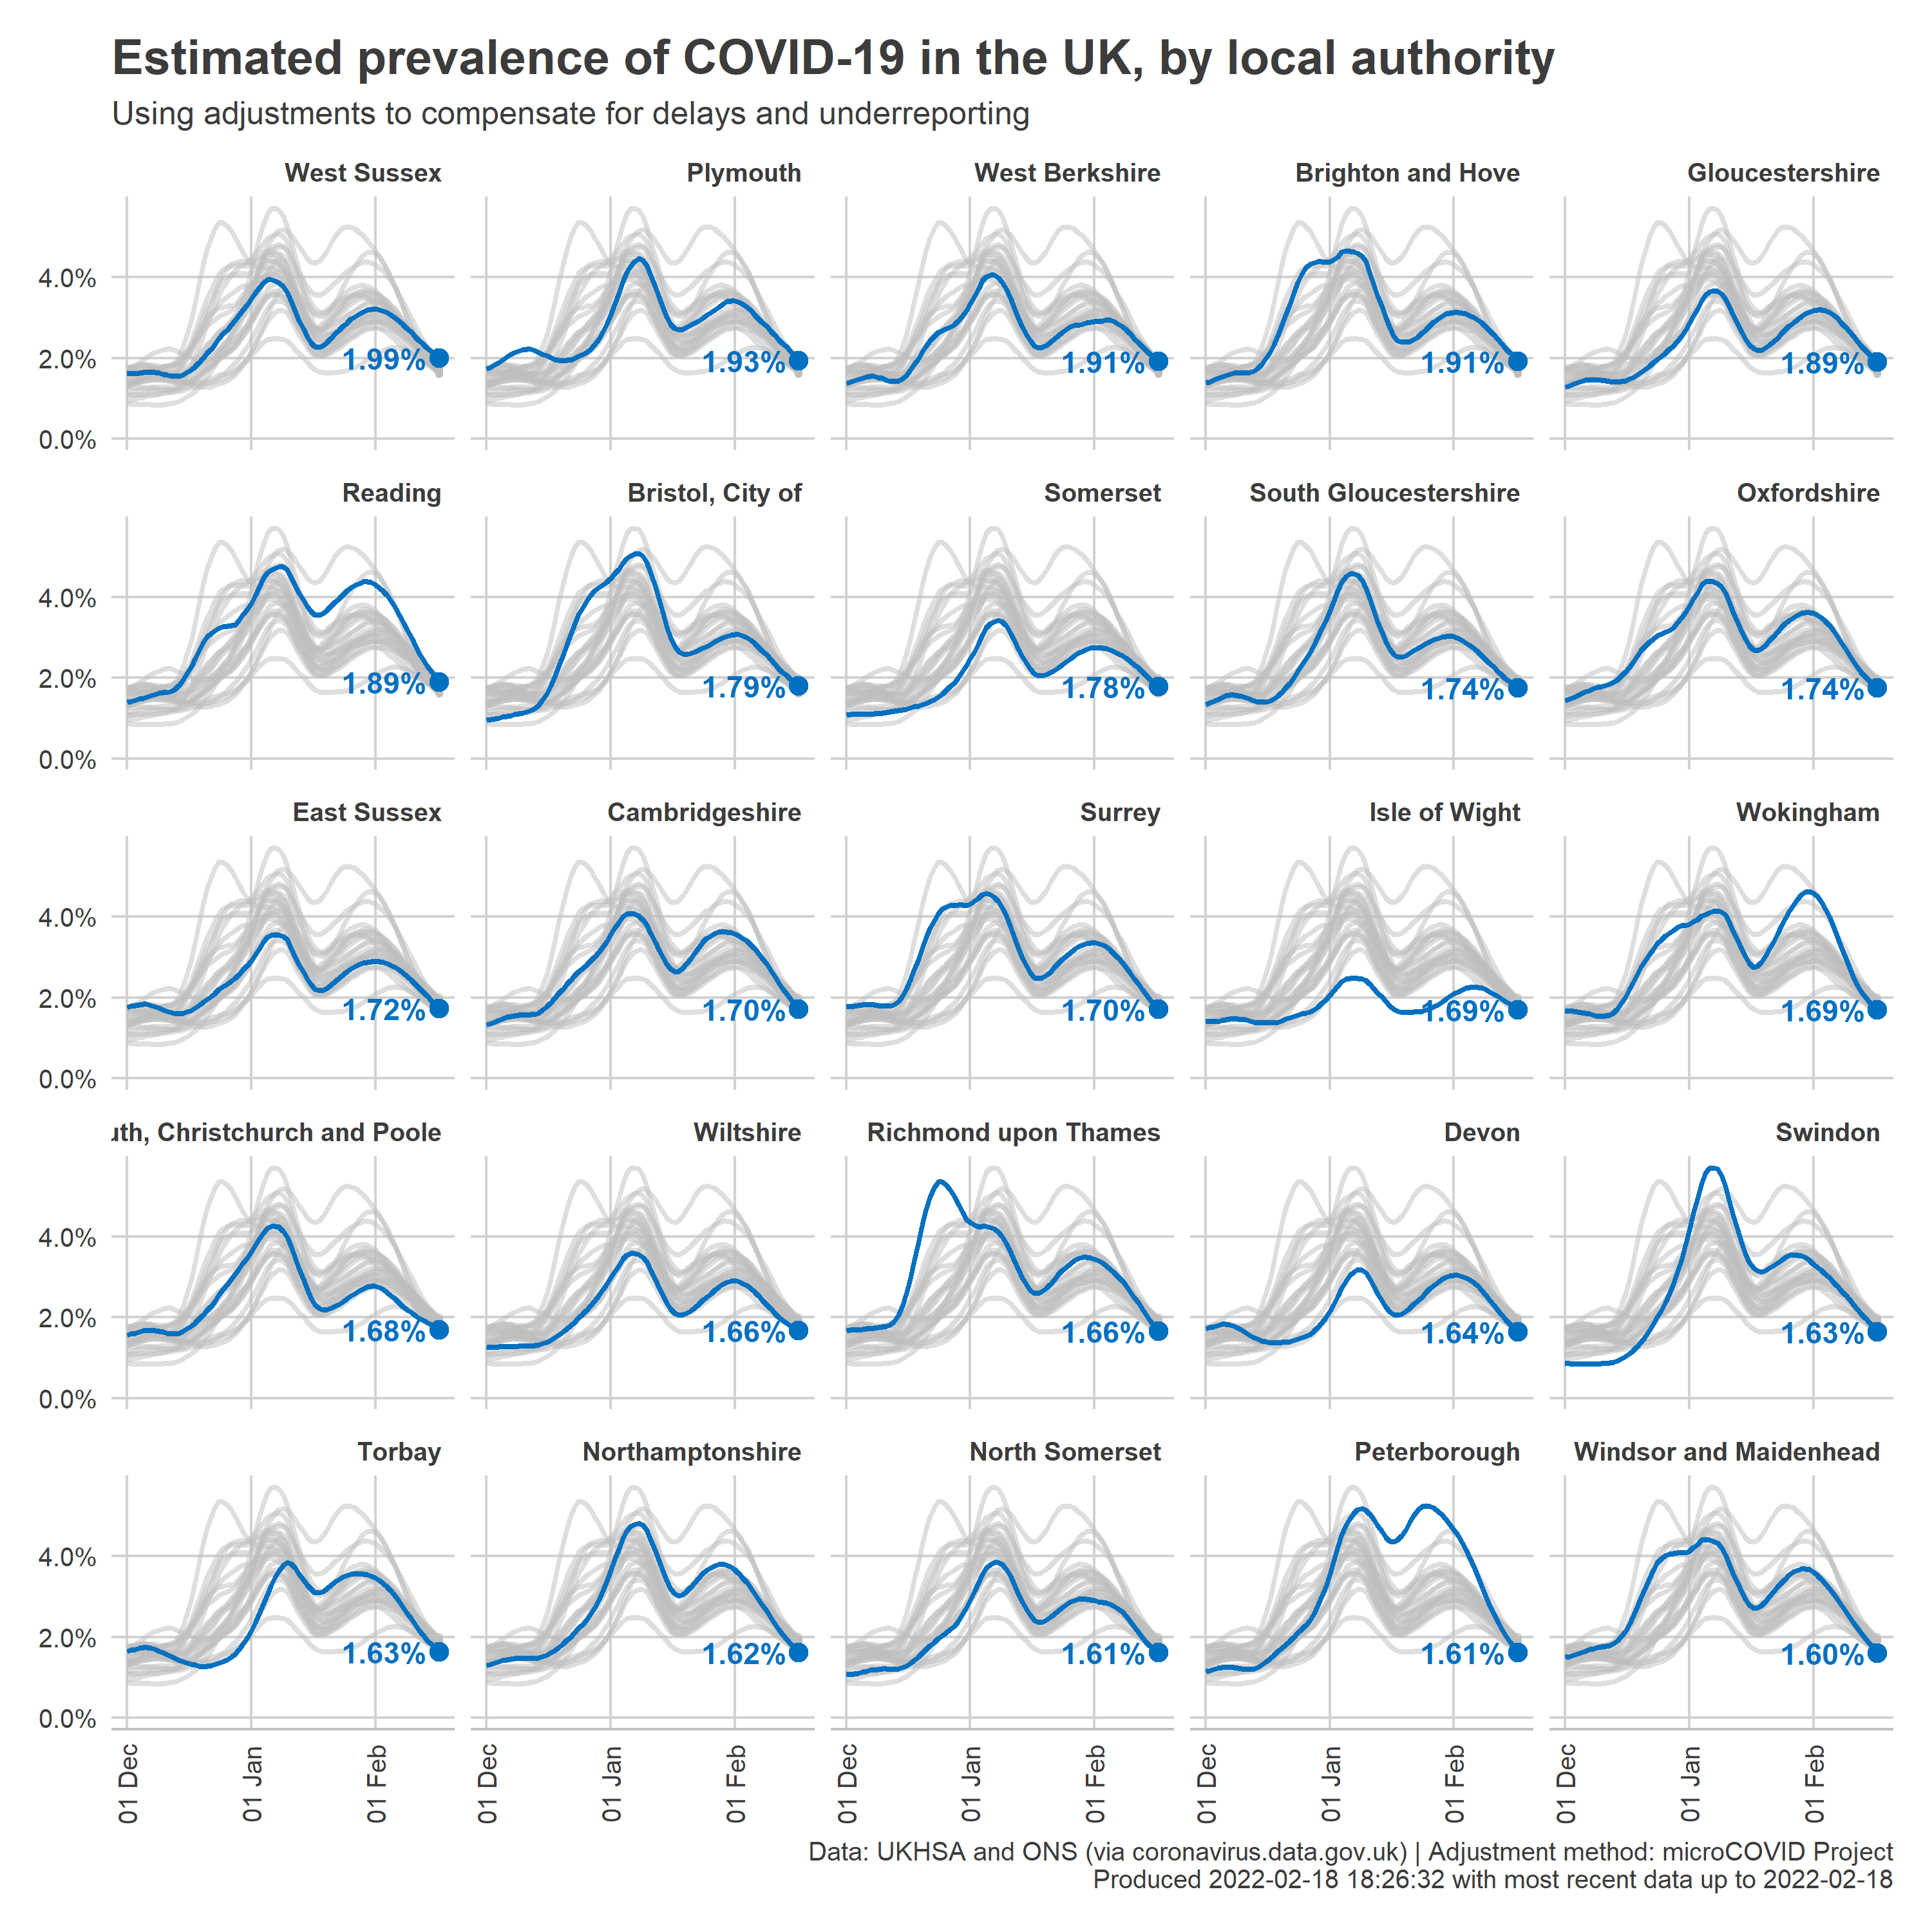 Estimated prevalence of COVID-19 in the UK, by local authority
Using adjustments to compensate for delays and underreporting
West Sussex Plymouth West Berkshire Brighton and Hove Gloucestershire
4.0%
2.0%
0.0%
1.99% 1.93% 1.91% 1.91% 1.89%
Reading Bristol, City of Somerset South Gloucestershire Oxfordshire
4.0%
2.0%
0.0%
1.89% 1.79% 1.78% 1.74% 1.74%
East Sussex Cambridgeshire Surrey Isle of Wight Wokingham
4.0%
2.0%
0.0%
1.72% 1.70% 1.70% 1.69% 1.69%
uth, Christchurch and Poole Wiltshire Richmond upon Thames Devon Swindon
4.0%
2.0%
0.0%
1.68% 1.66% 1.66% 1.64% 1.63%
Torbay Northamptonshire North Somerset Peterborough Windsor and Maidenhead
4.0%
2.0%
0.0%
1.63% 1.62% 1.61% 1.61% 1.60%
01 Dec 01 Jan 01 Feb 01 Dec 01 Jan 01 Feb 01 Dec 01 Jan 01 Feb 01 Dec 01 Jan 01 Feb 01 Dec 01 Jan 01 Feb
Data: UKHSA and ONS (via coronavirus.data.gov.uk) | Adjustment method: microCOVID Project
Produced 2022-02-18 18:26:32 with most recent data up to 2022-02-18